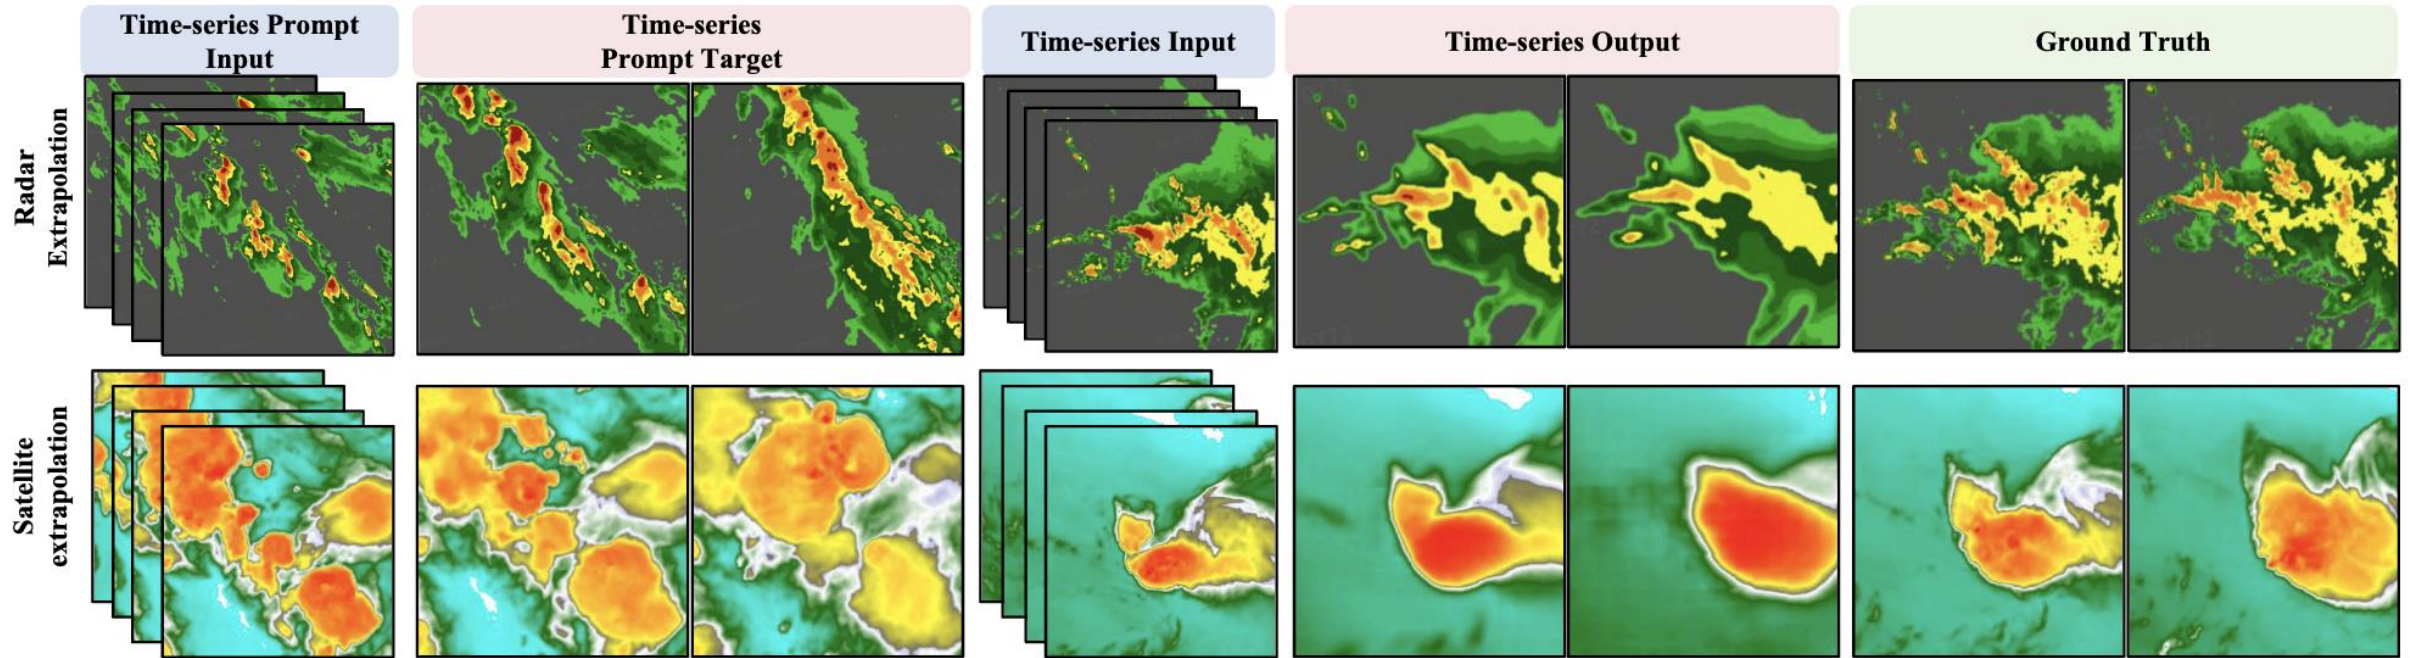 Time-series Prompt
Input
Time-series
Prompt Target
Time-series Input
Time-series Output
Ground Truth
Radar
Extrapolation
Satellite
extrapolation